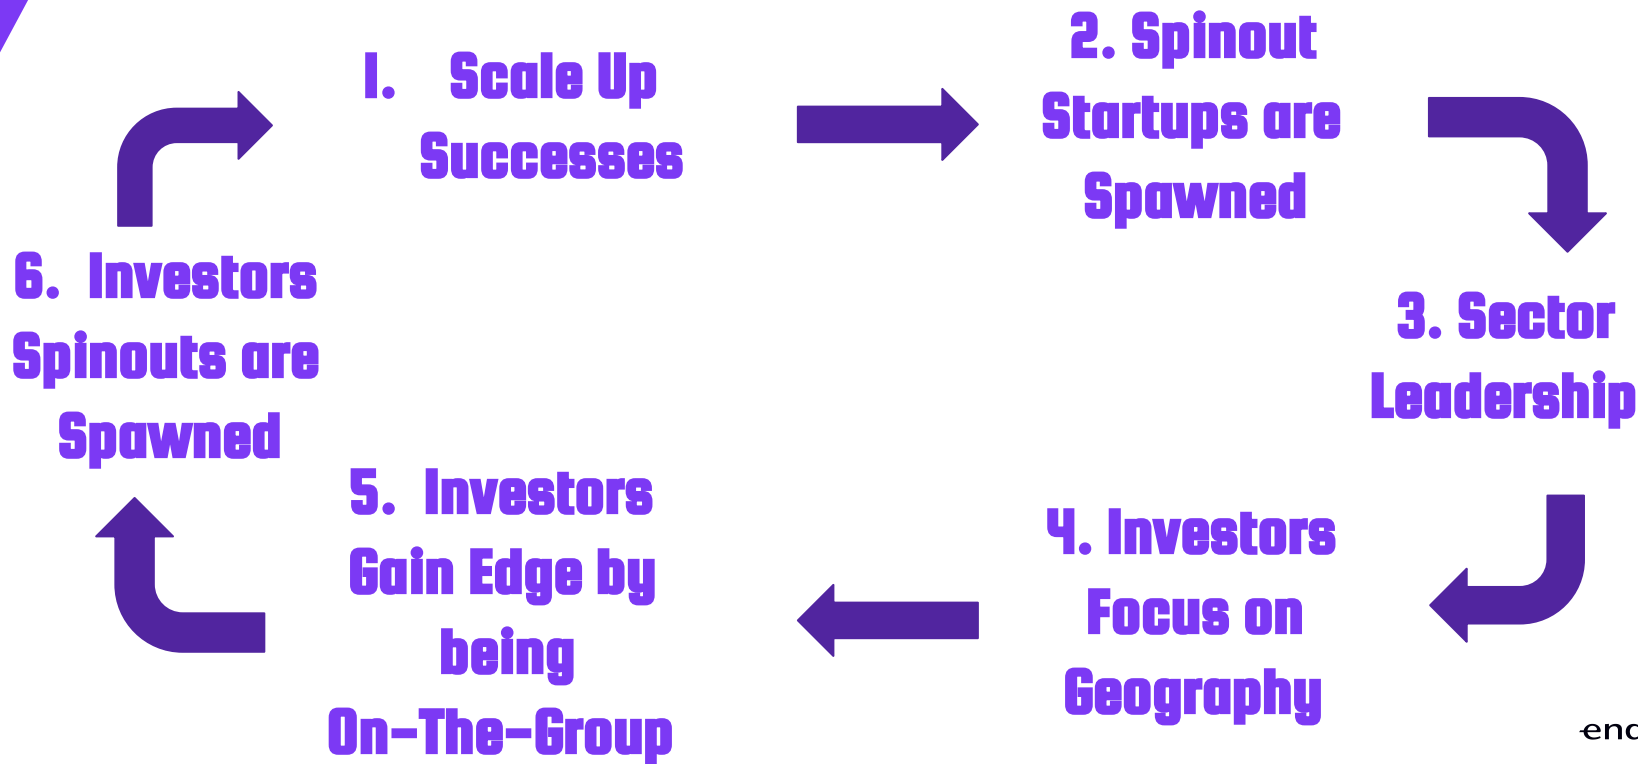 1. Scale Up
Successes
2. Spinout
Startups are
Spawned
3. Sector
Leadership
4. Investors
Focus on
Geography
5. Investors
Gain Edge by
being
On-The-Group
6. Investors
Spinouts are
Spawned